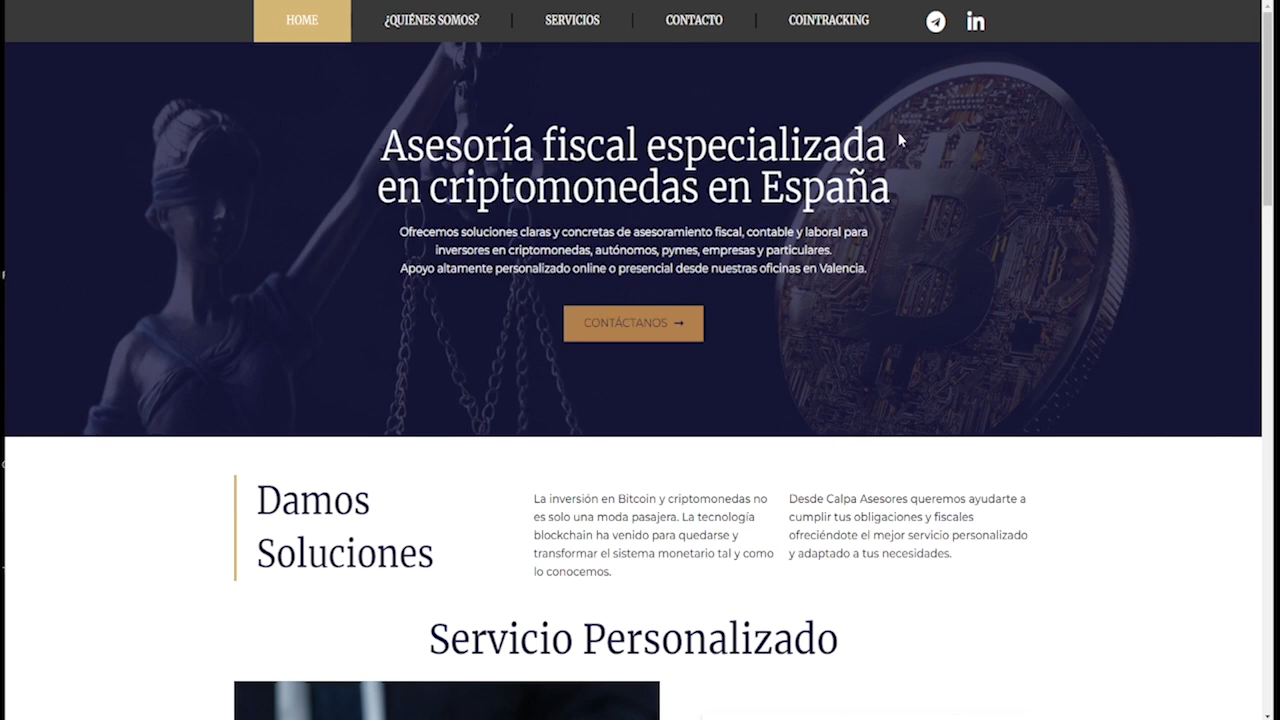 HOME
¿QUIÉNES SOMOS?
SERVICIOS
CONTACTO
COINTRACKING
in
Asesoría fiscal especializada
en criptomonedas en España
Ofrecemos soluciones claras y concretas de asesoramiento fiscal, contable y laboral para
inversores en criptomonedas, autónomos, pymes, empresas y particulares.
Apoyo altamente personalizado online o presencial desde nuestras oficinas en Valencia.
CONTÁCTANOS →
Damos
Soluciones
La inversión en Bitcoin y criptomonedas no
es solo una moda pasajera. La tecnología
blockchain ha venido para quedarse y
transformar el sistema monetario tal y como
lo conocemos.
Desde Calpa Asesores queremos ayudarte a
cumplir tus obligaciones y fiscales
ofreciéndote el mejor servicio personalizado
y adaptado a tus necesidades.
Servicio Personalizado